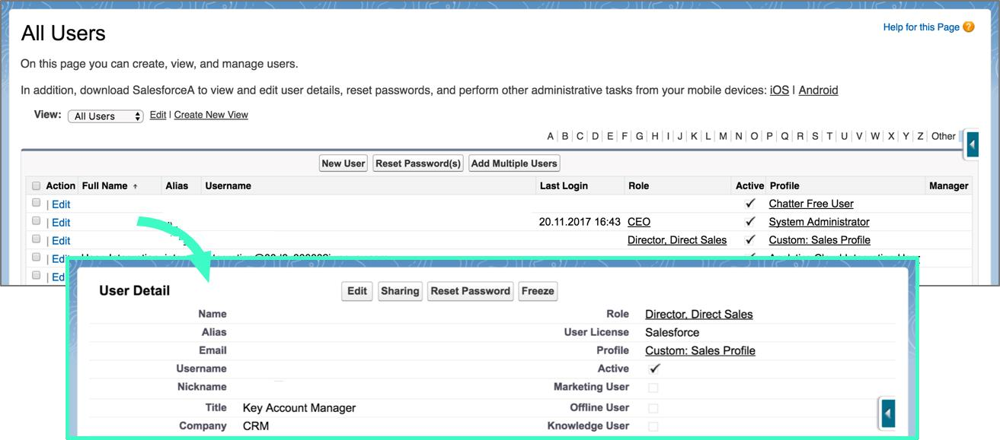 All Users
Help for this Page ?
On this page you can create, view, and manage users.
In addition, download SalesforceA to view and edit user details, reset passwords, and perform other administrative tasks from your mobile devices: iOS | Android
View: All Users Edit | Create New View
A | B | C | D | E | F | G | H | I | J | K | L | M | N | O | P | Q | R | S | T | U | V | W | X | Y | Z | Other
New User Reset Password(s) Add Multiple Users
Action Full Name ↑ Alias Username Last Login Role Active Profile Manager
| Edit ✓ Chatter Free User
| Edit 20.11.2017 16:43 CEO ✓ System Administrator
| Edit Director, Direct Sales ✓ Custom: Sales Profile
| Edit
| Ed
User Detail Edit Sharing Reset Password Freeze
Name Role Director, Direct Sales
Alias User License Salesforce
Email Profile Custom: Sales Profile
Username Active ✓
Nickname Marketing User
Title Key Account Manager Offline User
Company CRM Knowledge User